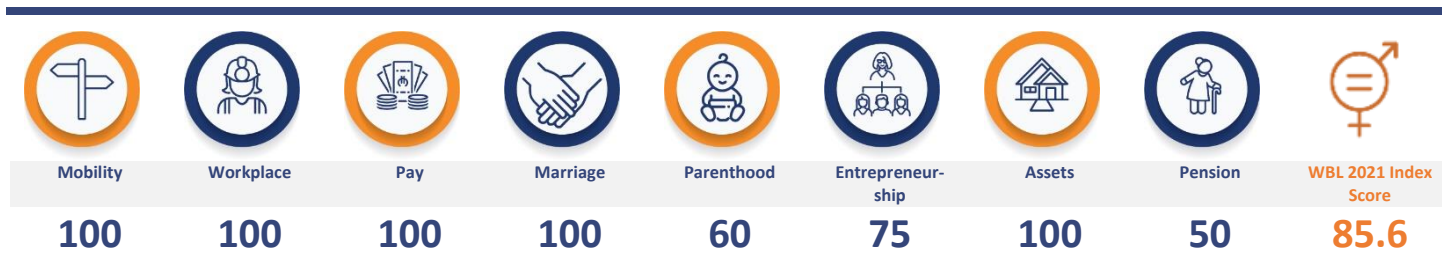 Mobility
Workplace
Pay
Marriage
Parenthood
Entrepreneur-
ship
Assets
Pension
WBL 2021 Index
Score
100
100
100
100
60
75
100
50
85.6